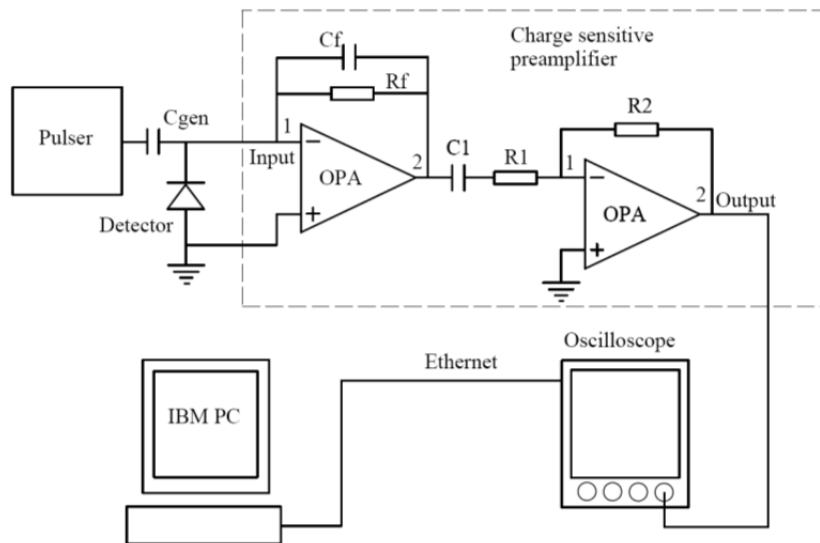 Charge sensitive
preamplifier
Cf
Rf
R2
Pulser
Cgen
1
Input
OPA
2
C1
R1
1
OPA
2
Output
Detector
Oscilloscope
Ethernet
IBM PC